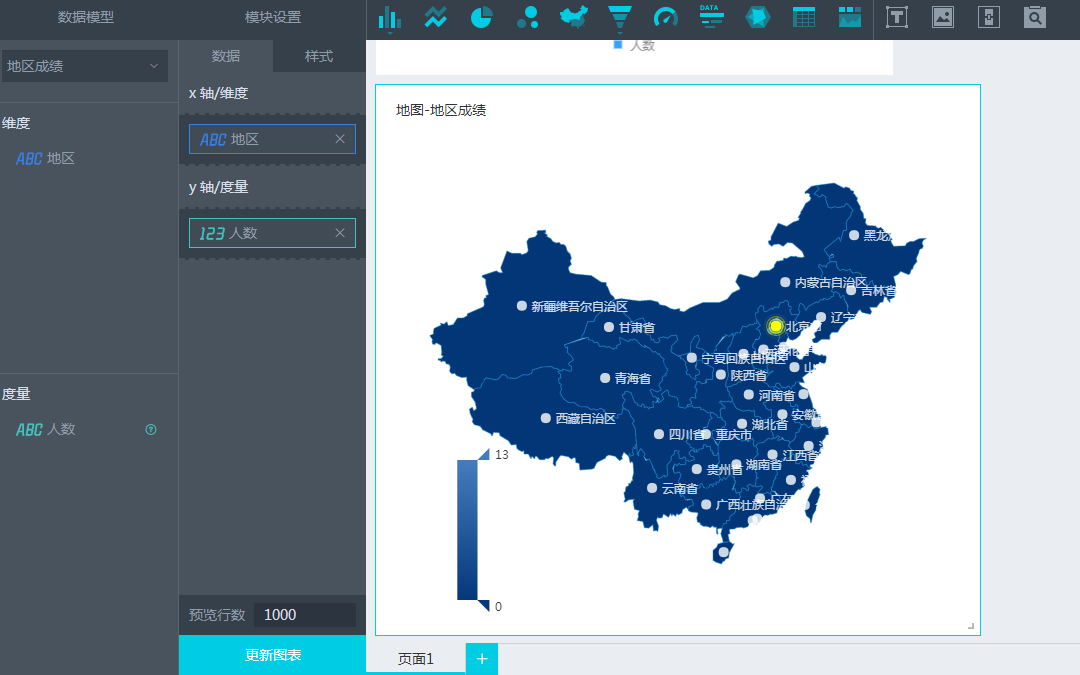 数据模型
模块设置
DATA
地区成绩
维度
ABC 地区
度量
ABC 人数
数据
样式
x 轴/维度
ABC 地区
y 轴/度量
123 人数
预览行数
1000
更新图表
人数
地图-地区成绩
黑龙
内蒙古自治区
吉林省
辽宁
新疆维吾尔自治区
甘肃省
北京
宁夏回族自治区
青海省
陕西省
河南省
西藏自治区
安徽
湖北省
四川省
重庆市
江西省
湖南省
贵州省
云南省
广西壮族自治
13
0
页面1
+